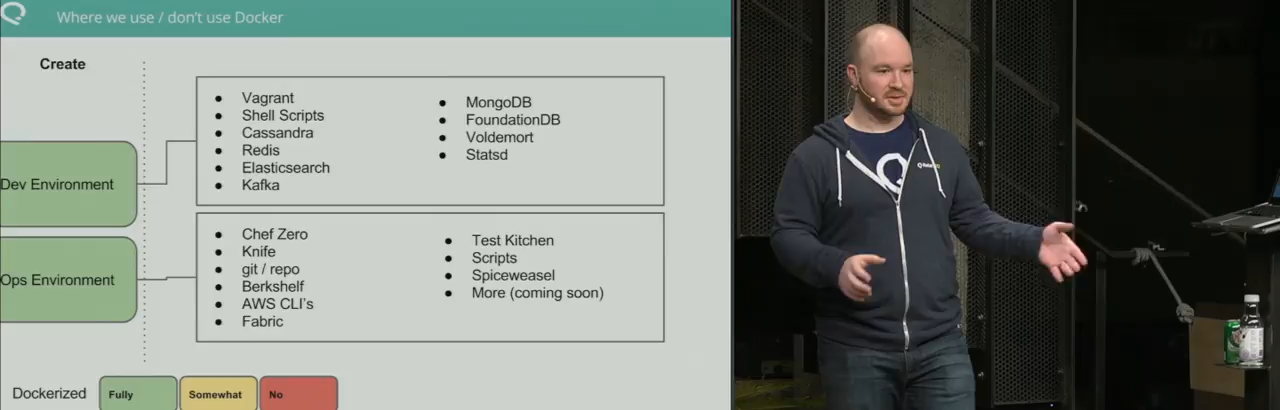 Where we use / don't use Docker
Create
Dev Environment
Vagrant
Shell Scripts
Cassandra
Redis
Elasticsearch
Kafka
MongoDB
FoundationDB
Voldemort
Statsd
Ops Environment
Chef Zero
Knife
git / repo
Berkshelf
AWS CLI's
Fabric
Test Kitchen
Scripts
Spiceweasel
More (coming soon)
Dockerized
Fully
Somewhat
No